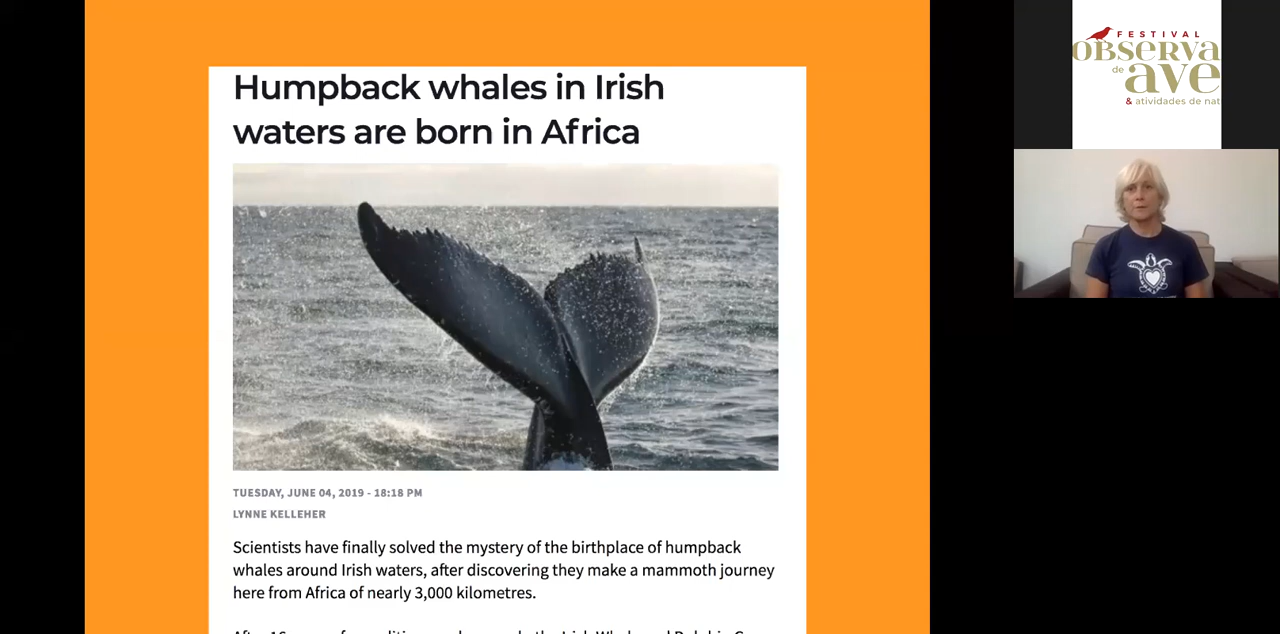 Humpback whales in Irish
waters are born in Africa
TUESDAY, JUNE 04, 2019 - 18:18 PM
LYNNE KELLEHER
Scientists have finally solved the mystery of the birthplace of humpback
whales around Irish waters, after discovering they make a mammoth journey
here from Africa of nearly 3,000 kilometres.
FESTIVAL
OBSERVA
de
ave
& atividades de nat